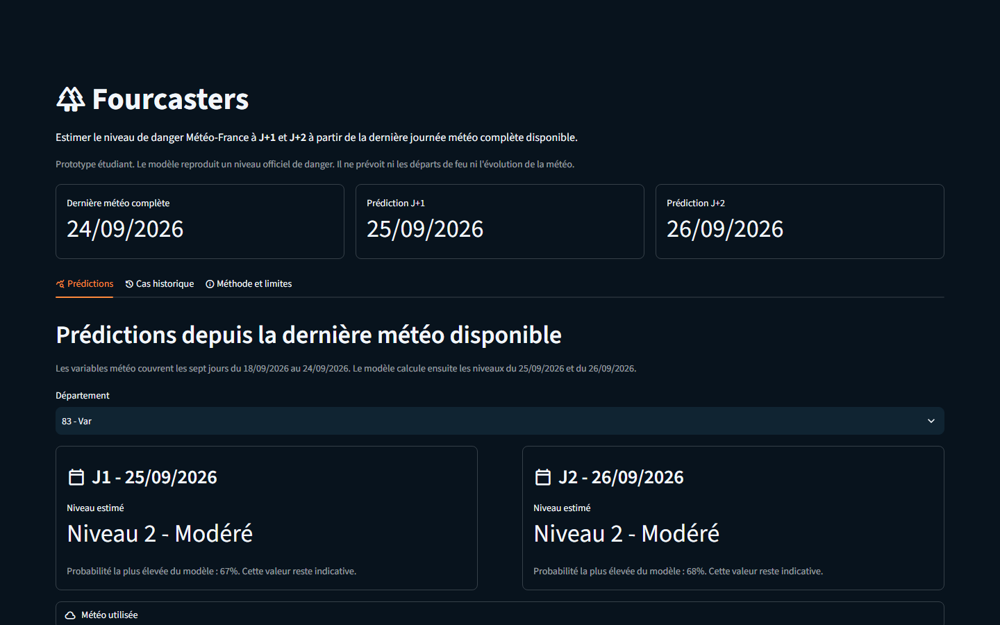 Fourcasters
Estimer le niveau de danger Météo-France à J+1 et J+2 à partir de la dernière journée météo complète disponible.
Prototype étudiant. Le modèle reproduit un niveau officiel de danger. Il ne prévoit ni les départs de feu ni l'évolution de la météo.
Dernière météo complète
24/09/2026
Prédiction J+1
25/09/2026
Prédiction J+2
26/09/2026
Prédictions
Cas historique
Méthode et limites
Prédictions depuis la dernière météo disponible
Les variables météo couvrent les sept jours du 18/09/2026 au 24/09/2026. Le modèle calcule ensuite les niveaux du 25/09/2026 et du 26/09/2026.
Département
83 - Var
J1 - 25/09/2026
Niveau estimé
Niveau 2 - Modéré
Probabilité la plus élevée du modèle : 67%. Cette valeur reste indicative.
J2 - 26/09/2026
Niveau estimé
Niveau 2 - Modéré
Probabilité la plus élevée du modèle : 68%. Cette valeur reste indicative.
Météo utilisée